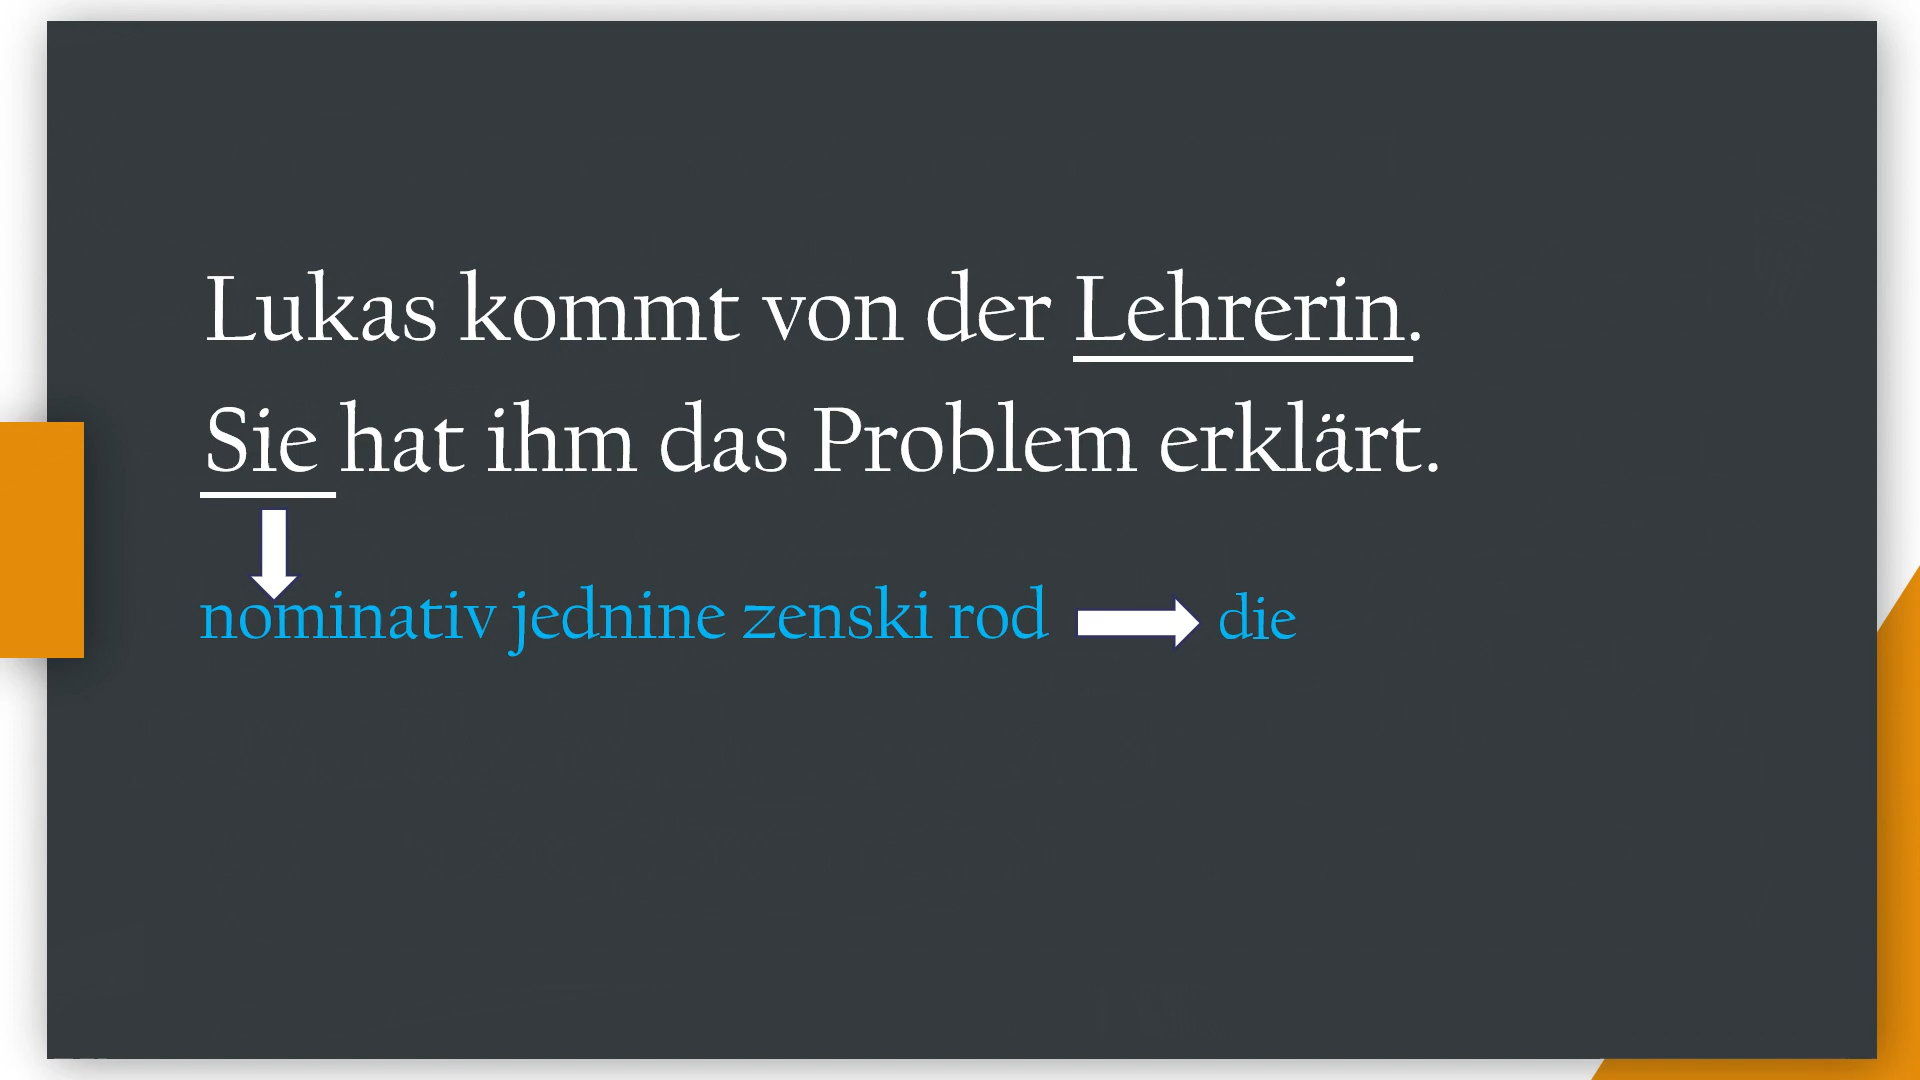 Lukas kommt von der Lehrerin.
Sie hat ihm das Problem erklärt.
nominativ jednine zenski rod die